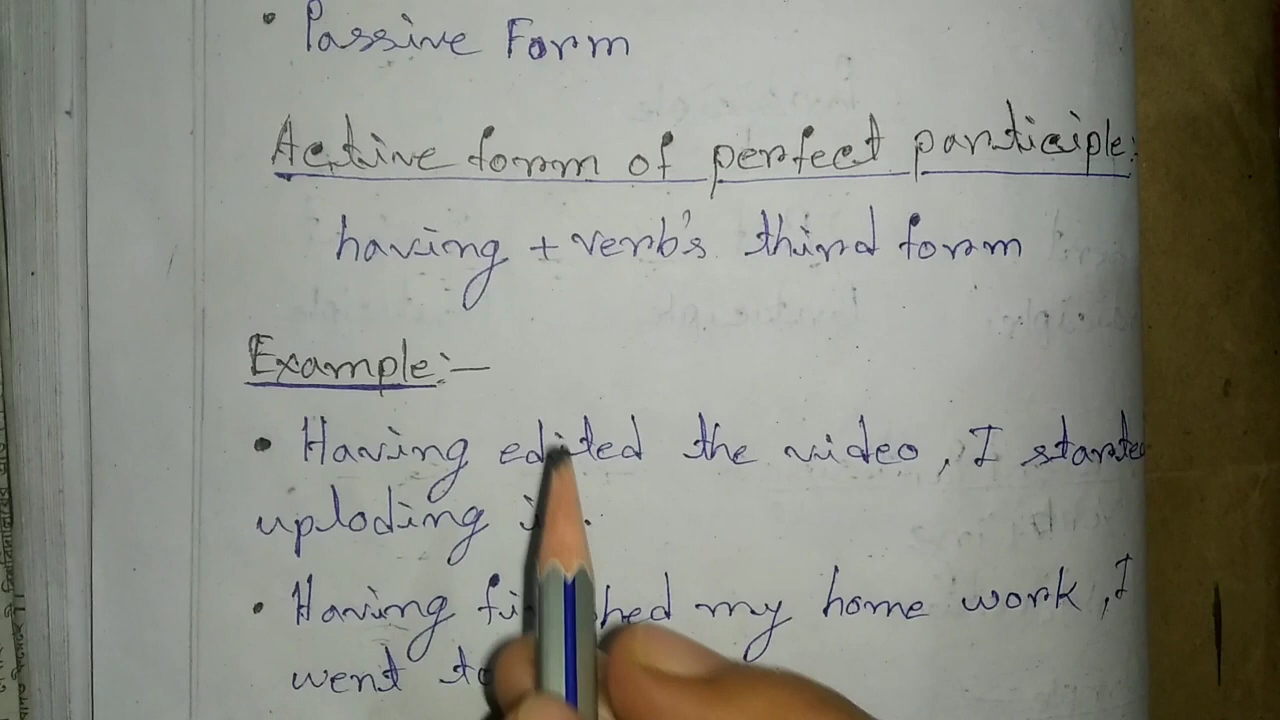 • Passive Form
Active form of perfect participle:
having + verb's third form
Example:-
• Having edited the video, I started
uploding .
• Having my home work, I
went